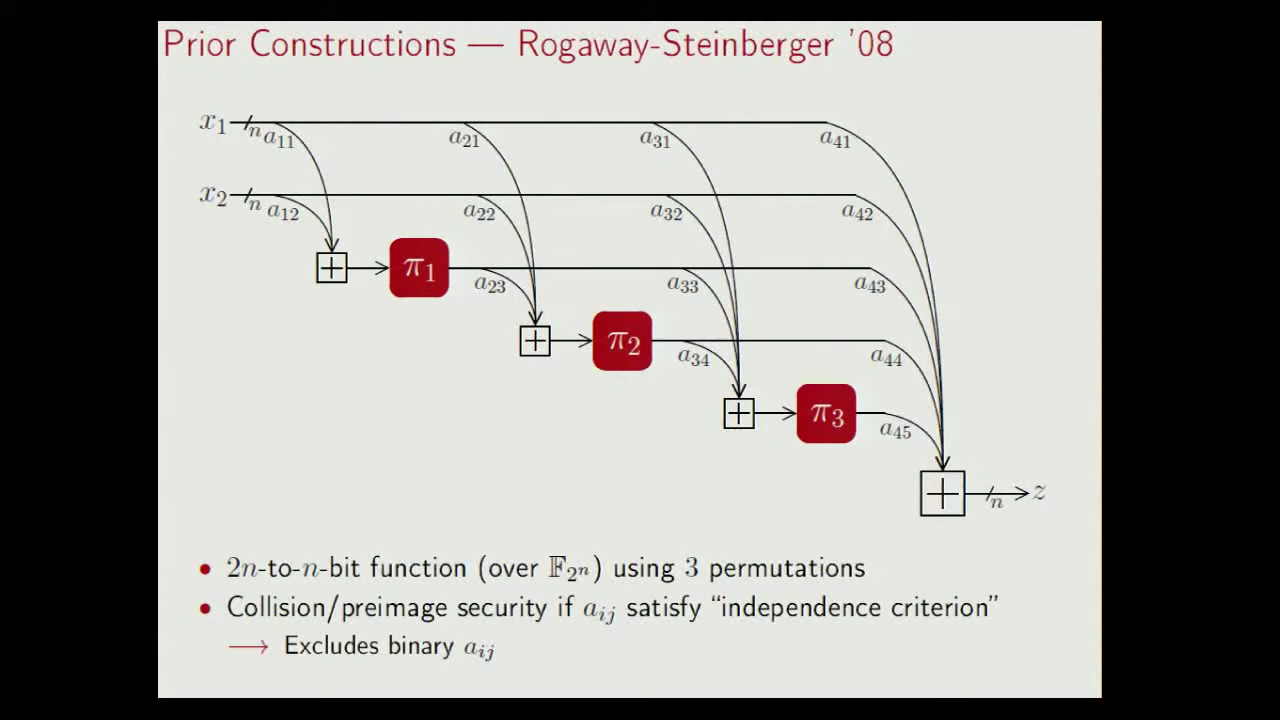 Prior Constructions — Rogaway-Steinberger '08
x₁ n a₁₁ a₂₁ a₃₁ a₄₁
x₂ n a₁₂ a₂₂ a₃₂ a₄₂
+ π₁ a₂₃ a₃₃ a₄₃
+ π₂ a₃₄ a₄₄
+ π₃ a₄₅
+ n z
• 2n-to-n-bit function (over 𝔽₂ⁿ) using 3 permutations
• Collision/preimage security if aᵢⱼ satisfy “independence criterion”
⟶ Excludes binary aᵢⱼ